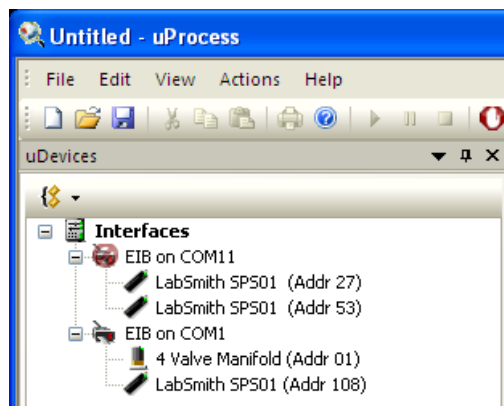 Untitled - uProcess
File Edit View Actions Help
uDevices
Interfaces
EIB on COM11
LabSmith SPS01 (Addr 27)
LabSmith SPS01 (Addr 53)
EIB on COM1
4 Valve Manifold (Addr 01)
LabSmith SPS01 (Addr 108)